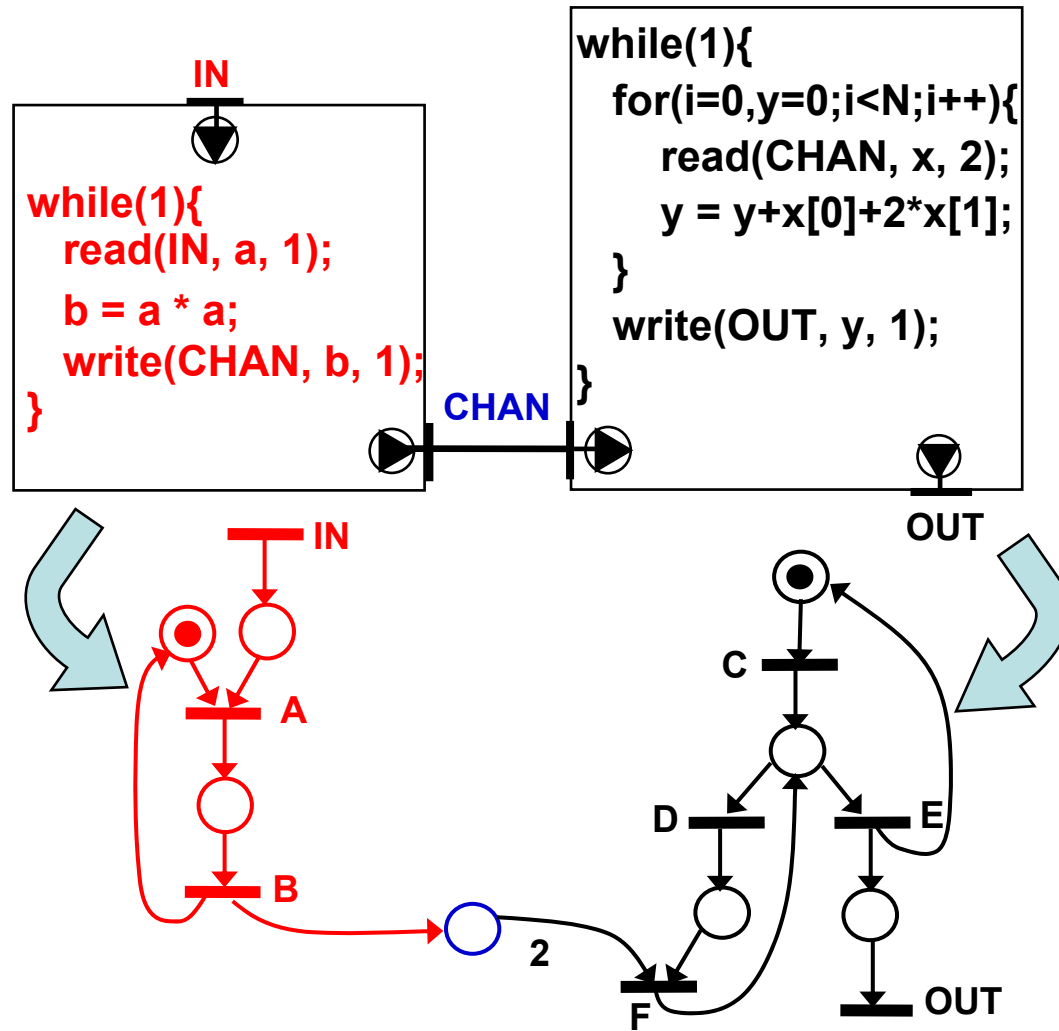 IN
while(1){
read(IN, a, 1);
b = a * a;
write(CHAN, b, 1);
}
CHAN
while(1){
for(i=0,y=0;i<N;i++){
read(CHAN, x, 2);
y = y+x[0]+2*x[1];
}
write(OUT, y, 1);
}
OUT
IN
A
B
2
C
D
E
F
OUT